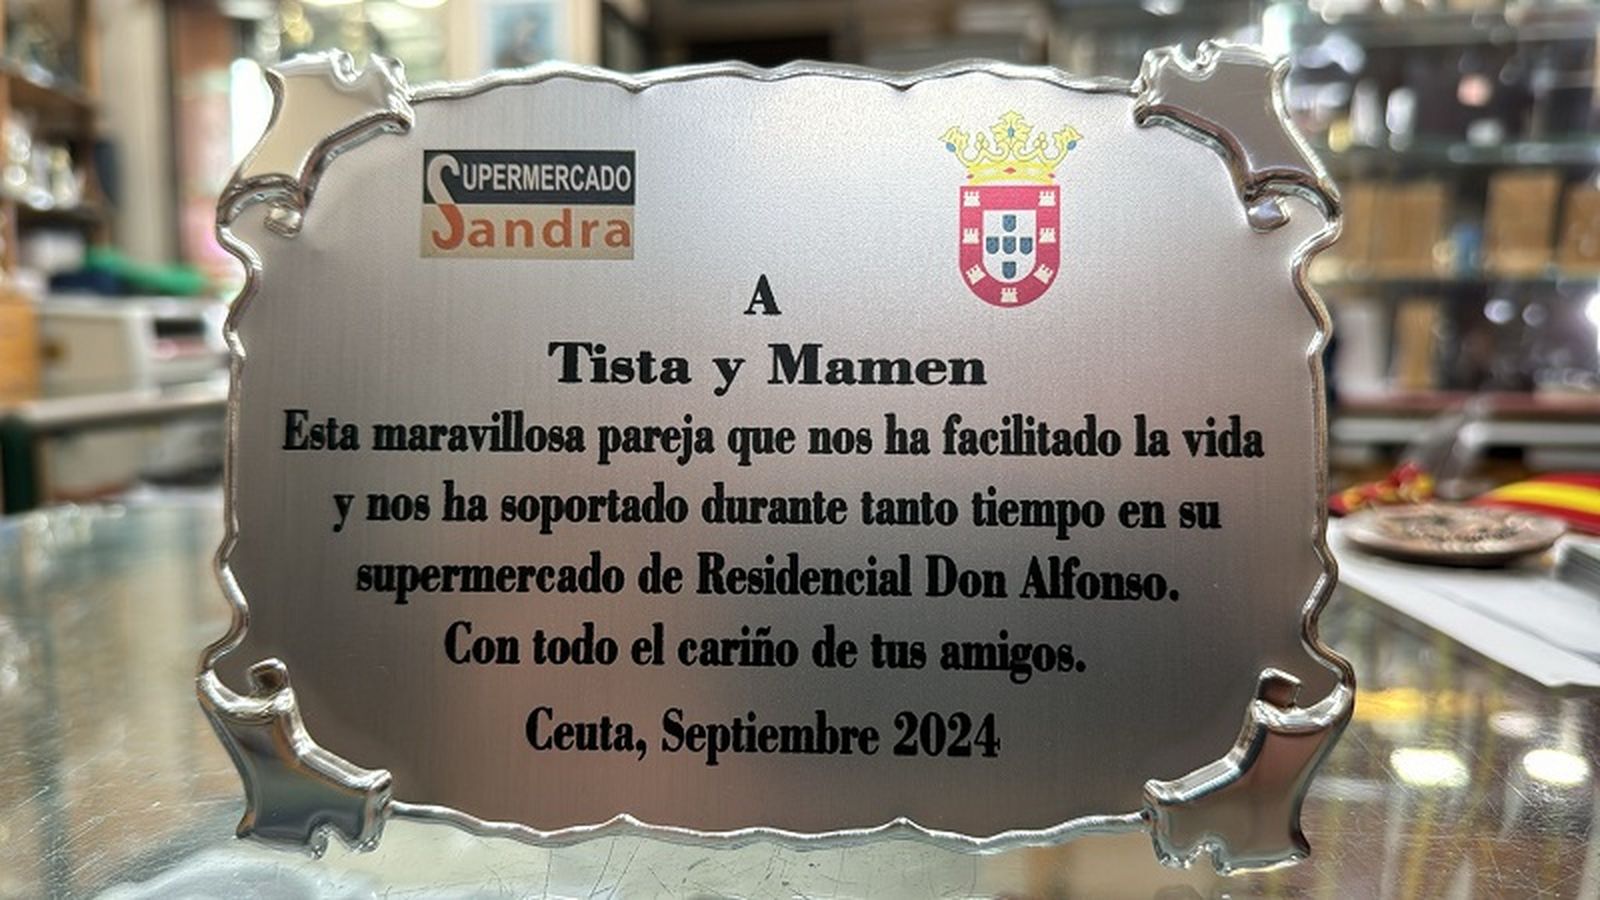 SUPERMERCADO
Sandra
A
Tista y Mamen
Esta maravillosa pareja que nos ha facilitado la vida
y nos ha soportado durante tanto tiempo en su
supermercado de Residencial Don Alfonso.
Con todo el cariño de tus amigos.
Ceuta, Septiembre 2024